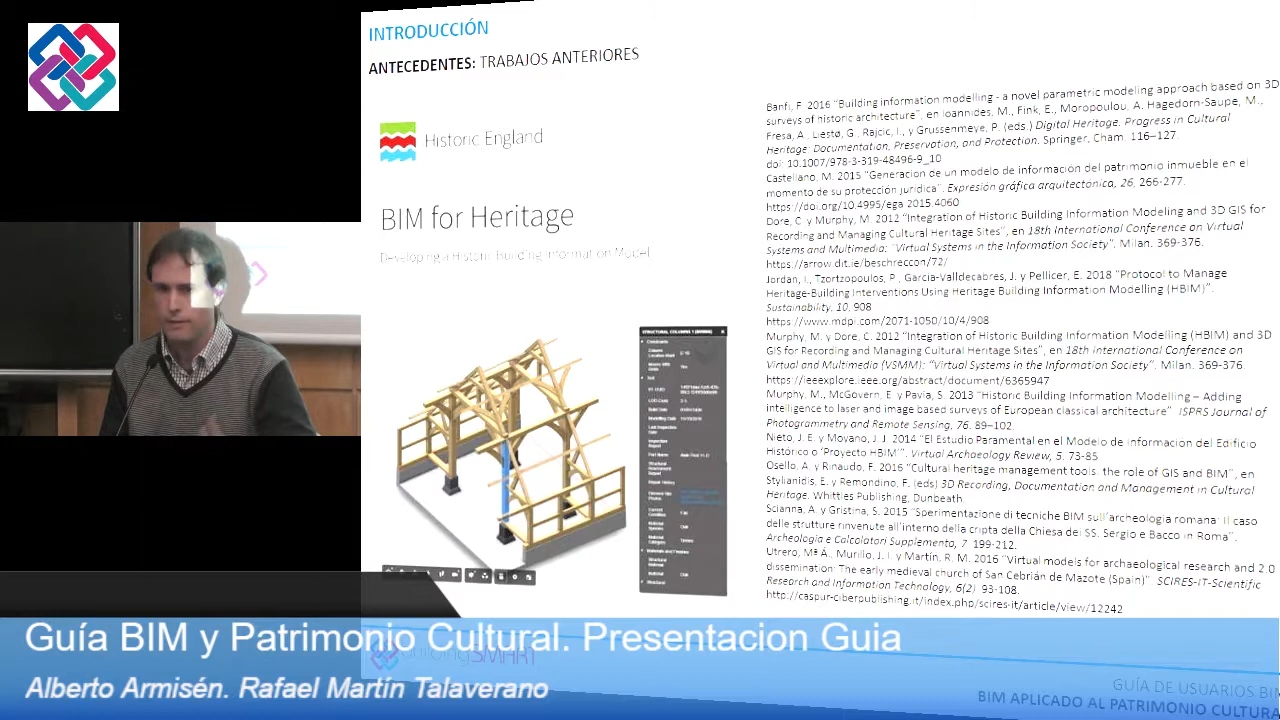 INTRODUCCIÓN
ANTECEDENTES: TRABAJOS ANTERIORES
Historic England
BIM for Heritage
Developing a Historic Building Information Model
Banfi, F. 2016 "Building information modelling - a novel parametric modeling approach based on 3D
surveys of historic architecture", en Ioannides, M., Fink, E., Moropoulou, A. Hagedorn-Saupe, M.,
Fresa, A., Rajcic, I., y Grussenmeye, P. (eds.) Digital Heritage. Progress in Cultural
Heritage: Documentation, Preservation, and Protection. Springer, Berlin. 116–127.
doi: 10.1007/978-3-319-48496-9_10
Castellano, M. 2015 "Generación de un modelo de información del patrimonio inmueble en el
momento de su protección jurídica". Expresión gráfica arquitectónica, 26, 266-277.
https://doi.org/10.4995/ega.2015.4060
Dore, C. y Murphy, M. 2012 "Integration of Historic Building Information Modeling and 3D GIS for
Recording and Managing Cultural Heritage Sites", en 18th International Conference on Virtual
Systems and Multimedia: "Virtual Systems in the Information Society". Milan. 369-376.
https://arrow.dit.ie/beschreccon/72/
Jordan, I., Tzortzopoulos, P., García-Valldecabres, J. y Pellicer, E. 2018 "Protocol to Manage
Heritage-Building Interventions Using Heritage Building Information Modelling (HBIM)".
Sustainability, 10, 908
https://www.mdpi.com/2071-1050/10/4/908
Murphy, M. y Dore, C. 2012 "Integration of Historic Building Information Modelling (HBIM) and 3D
GIS for Recording and Managing Cultural Heritage Sites", en 18th International Conference on
Virtual and Multimedia (VSMM): Virtual Systems in the Information Society". Milan. 369-376
Murphy, M., McGovern, E. y Pavia, S. 2013 "Historic Building Information Modelling – Adding
intelligence to laser and image based surveys of European classical architecture". ISPRS Journal of
Photogrammetry and Remote Sensing, 76. 89–102.
Nieto, J. E. y Moyano, J. J. 2014 "El Estudio Paramental en el Modelo de información del Edificio
Histórico o "Proyecto HBIM"". Virtual Archaeology Review, 5. 73-85.
Osello, A. y Rinaudo, F. "Cultural heritage management tools: the role of GIS and BIM", en
Stylianidis, E. y Remondino, F. (eds.) 3D Recording, Documentation and Management in Cultural
Heritage. Whittles Publishing. Dunbeath.
Scianna, A. y Cristina, S. 2015 "Sperimentazione di tecniche BIM sull'archeologia romana: il caso
delle strutture rinvenute all'interno della cripta della chiesa dei SS. Sergio e Bacco in Roma".
Archeologia e Calcolatori Supplemento, 7. 199-212.
Utrero, Mª A., Murillo, J. I. y Martín, R. 2016 "Virtual models for archaeological research and 2.0
dissemination: The early medieval church of San Cebrián de Mazote (Spain)". SCIRES-IT-Scientific
Research and Information Technology, 6(2). 93-108.
http://caspur-ciberpublishing.it/index.php/scires-it/article/view/12242
Guía BIM y Patrimonio Cultural. Presentacion Guia
buildingSMART
Alberto Armisén. Rafael Martín Talaverano
GUÍA DE USUARIOS BI
BIM APLICADO AL PATRIMONIO CULTURA